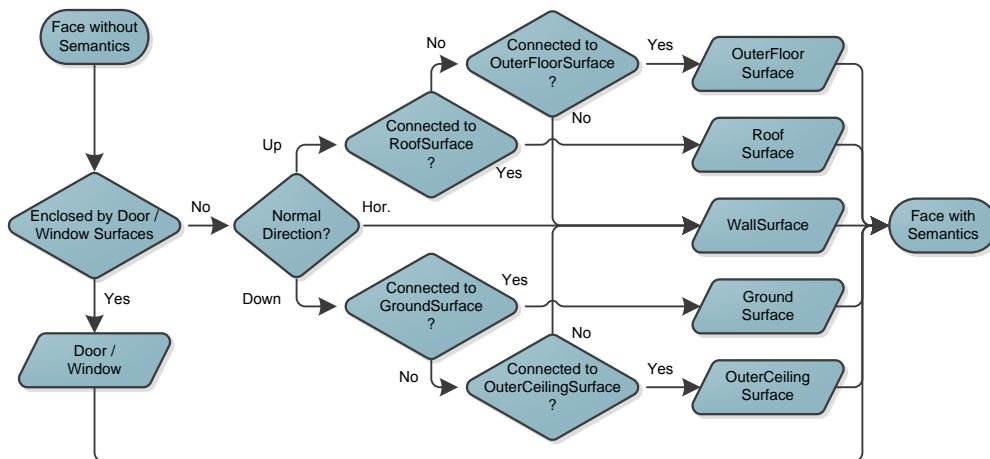 Face without
Semantics
No
Connected to
OuterFloorSurface
?
Yes
OuterFloor
Surface
Up
Connected to
RoofSurface
?
No
Yes
Roof
Surface
Enclosed by Door /
Window Surfaces
No
Normal
Direction?
Hor.
WallSurface
Face with
Semantics
Yes
Down
Connected to
GroundSurface
?
Yes
Ground
Surface
Door /
Window
No
No
Connected to
OuterCeilingSurface
?
Yes
OuterCeiling
Surface